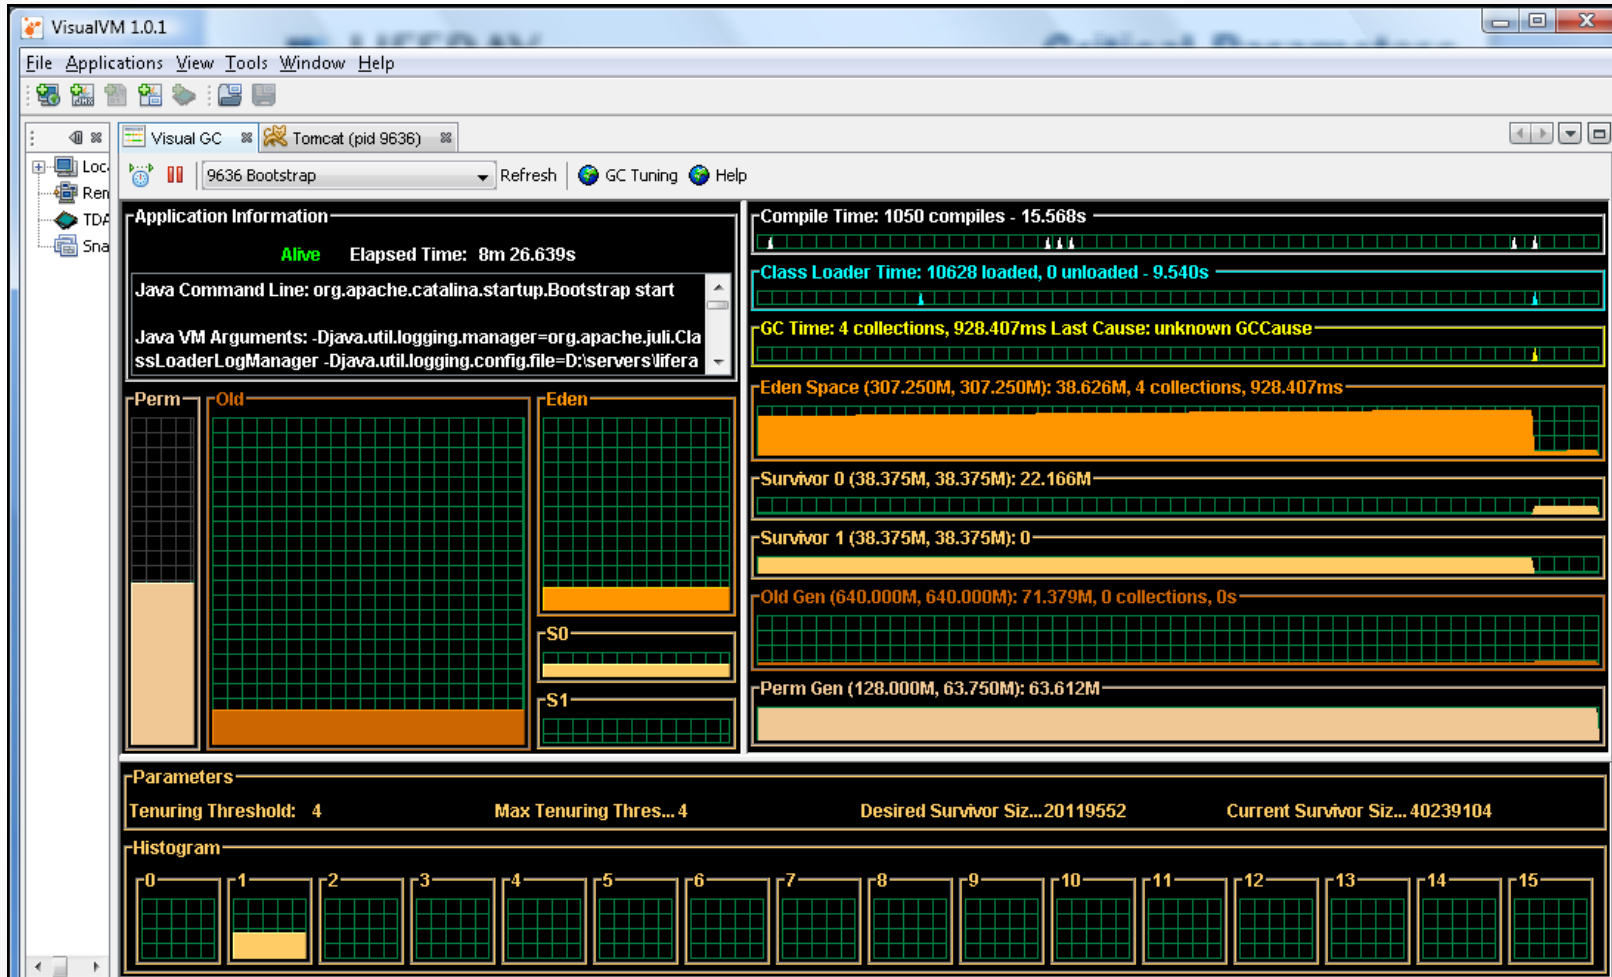 VisualVM 1.0.1
File Applications View Tools Window Help
Visual GC Tomcat (pid 9636)
9636 Bootstrap Refresh GC Tuning Help
Loc
Ren
TDA
Sna
Application Information
Alive Elapsed Time: 8m 26.639s
Java Command Line: org.apache.catalina.startup.Bootstrap start
Java VM Arguments: -Djava.util.logging.manager=org.apache.juli.Cla
ssLoaderLogManager -Djava.util.logging.config.file=D:\servers\lifera
Perm Old Eden
S0
S1
Compile Time: 1050 compiles - 15.568s
Class Loader Time: 10628 loaded, 0 unloaded - 9.540s
GC Time: 4 collections, 928.407ms Last Cause: unknown GCCause
Eden Space (307.250M, 307.250M): 38.626M, 4 collections, 928.407ms
Survivor 0 (38.375M, 38.375M): 22.166M
Survivor 1 (38.375M, 38.375M): 0
Old Gen (640.000M, 640.000M): 71.379M, 0 collections, 0s
Perm Gen (128.000M, 63.750M): 63.612M
Parameters
Tenuring Threshold: 4 Max Tenuring Thres... 4 Desired Survivor Siz...20119552 Current Survivor Siz... 40239104
Histogram
0 1 2 3 4 5 6 7 8 9 10 11 12 13 14 15